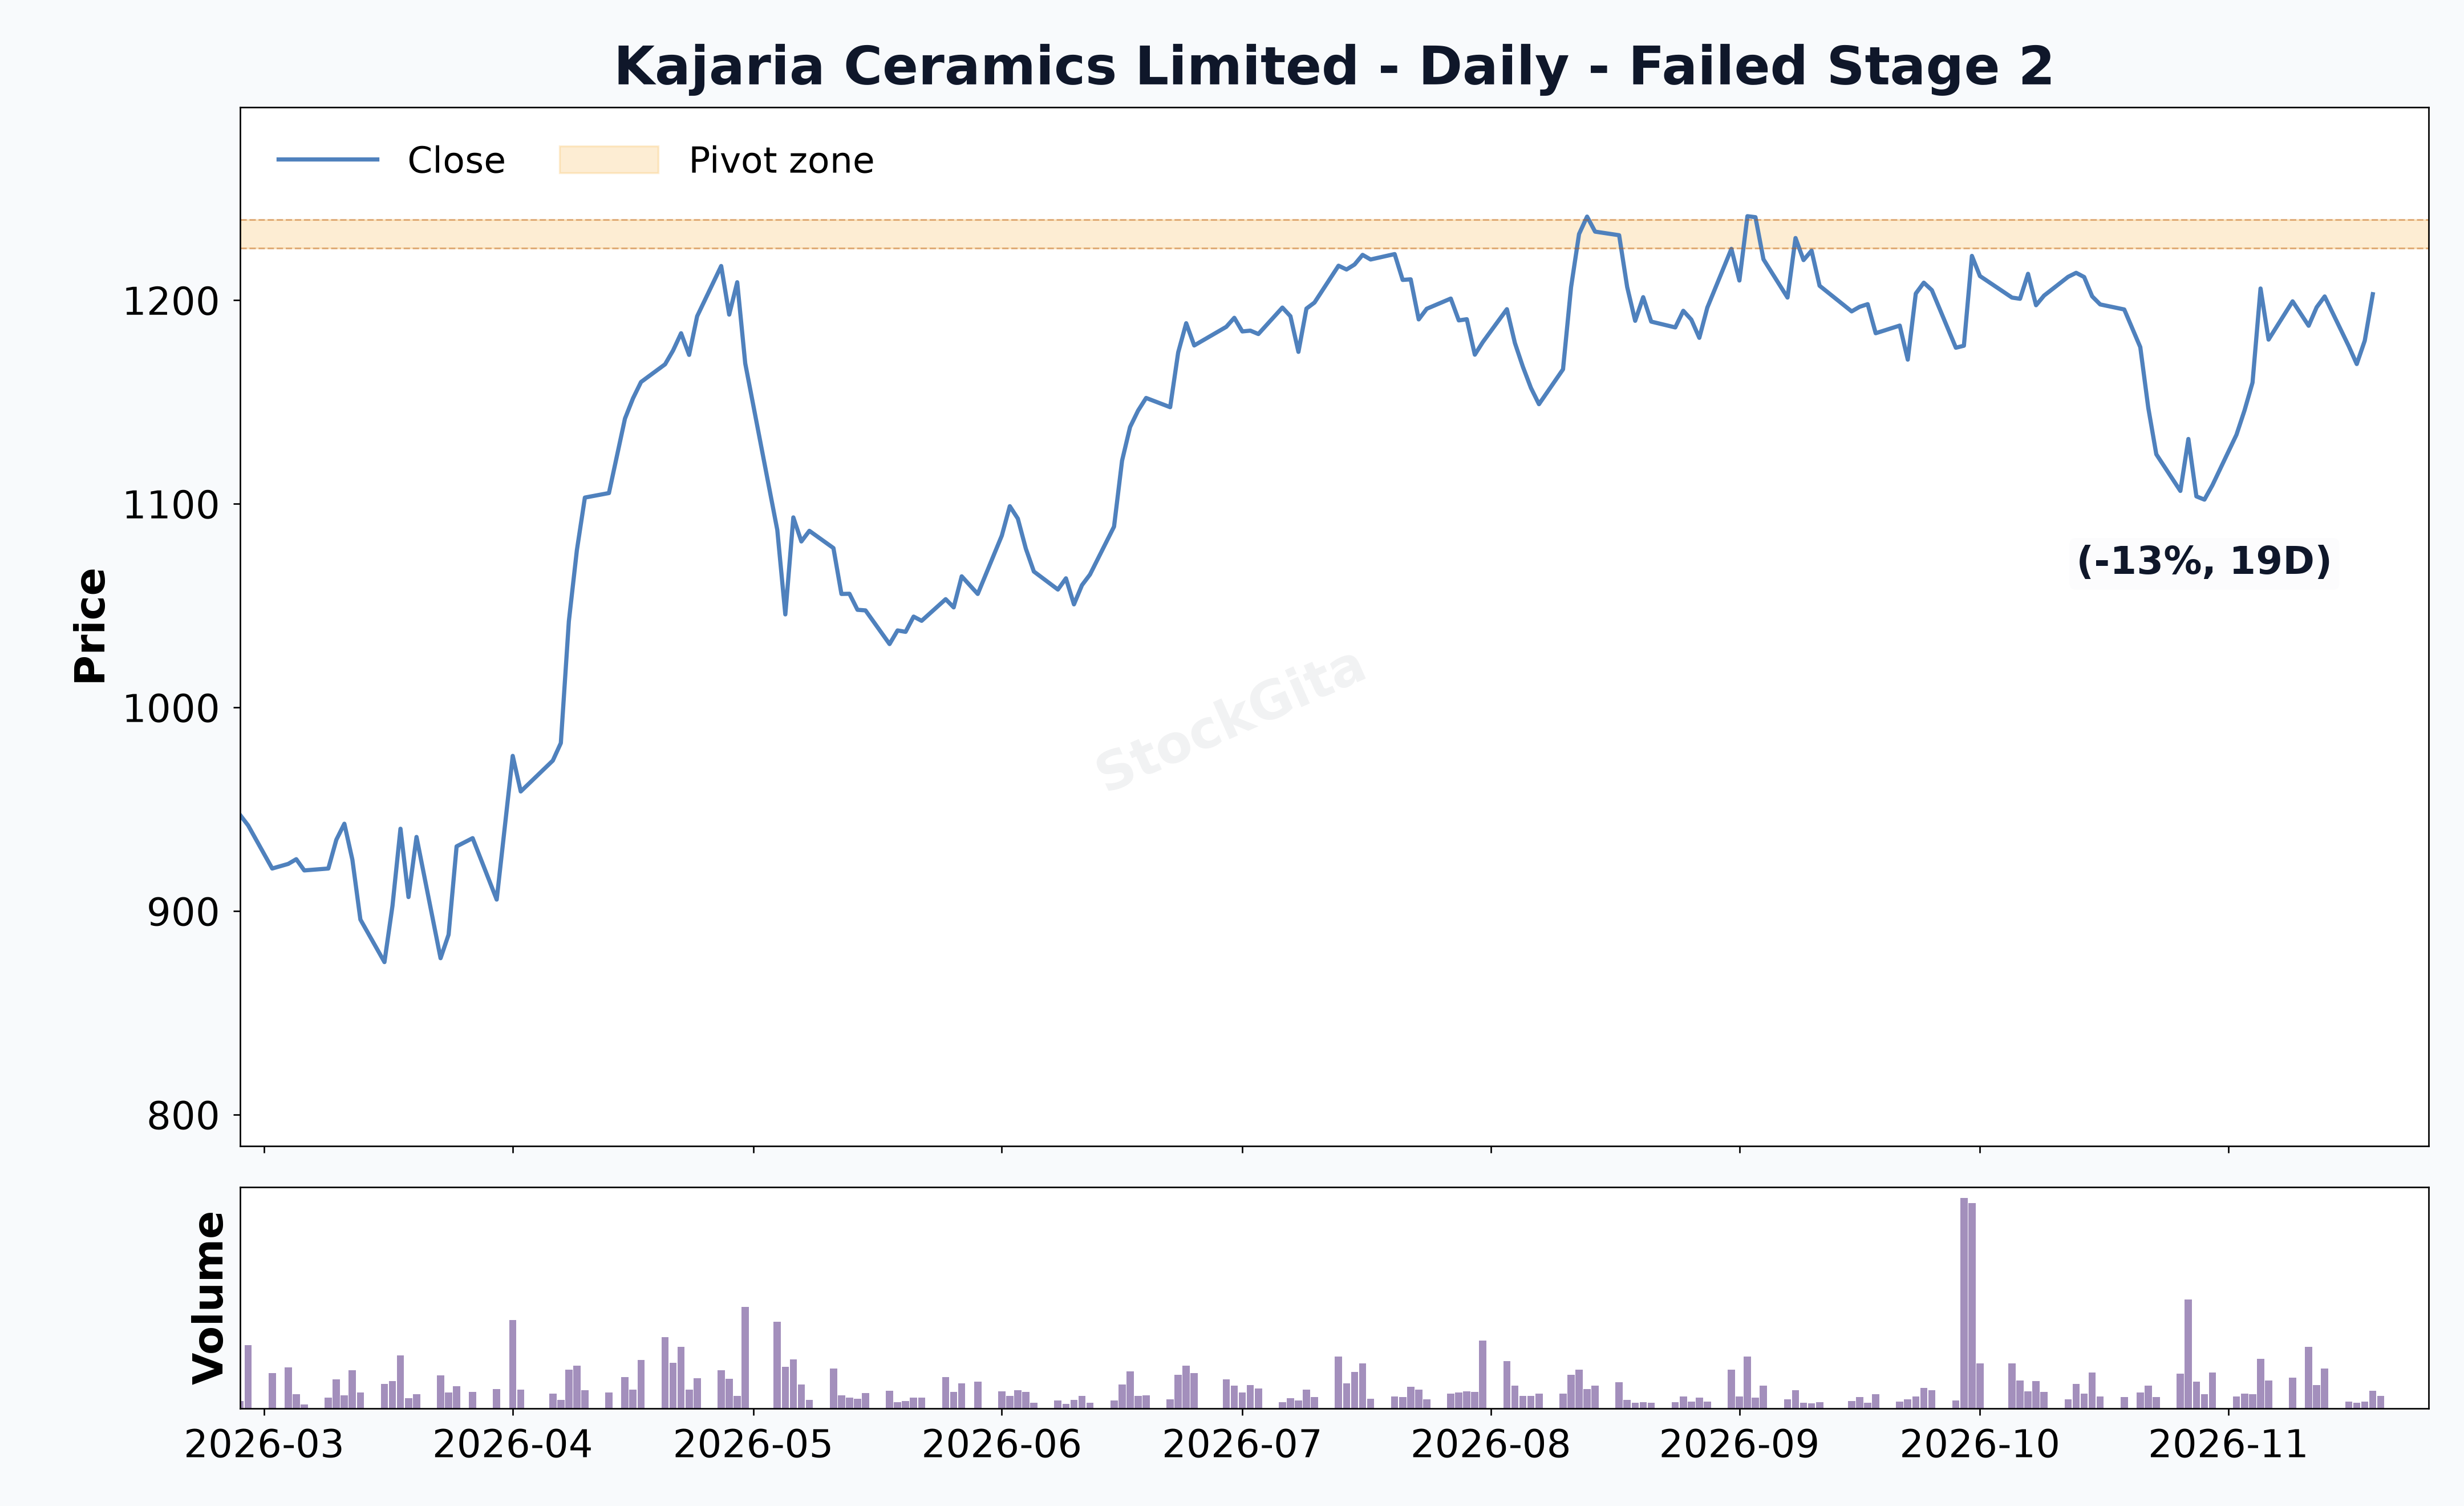 Kajaria Ceramics Limited - Daily - Failed Stage 2
Close
Pivot zone
Price
1200
1100
1000
900
800
(-13%, 19D)
StockGita
Volume
2026-03
2026-04
2026-05
2026-06
2026-07
2026-08
2026-09
2026-10
2026-11